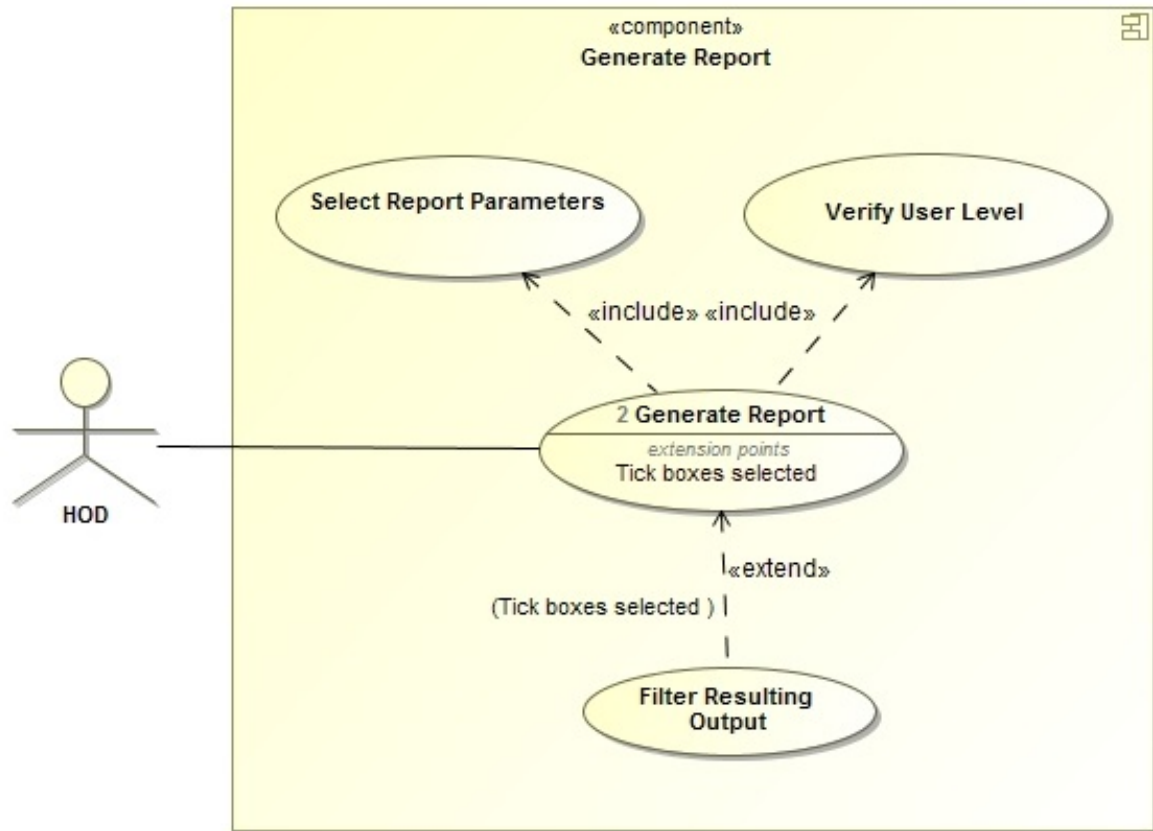 «component»
Generate Report
Select Report Parameters
Verify User Level
«include» «include»
2 Generate Report
extension points
Tick boxes selected
HOD
«extend»
(Tick boxes selected )
Filter Resulting
Output